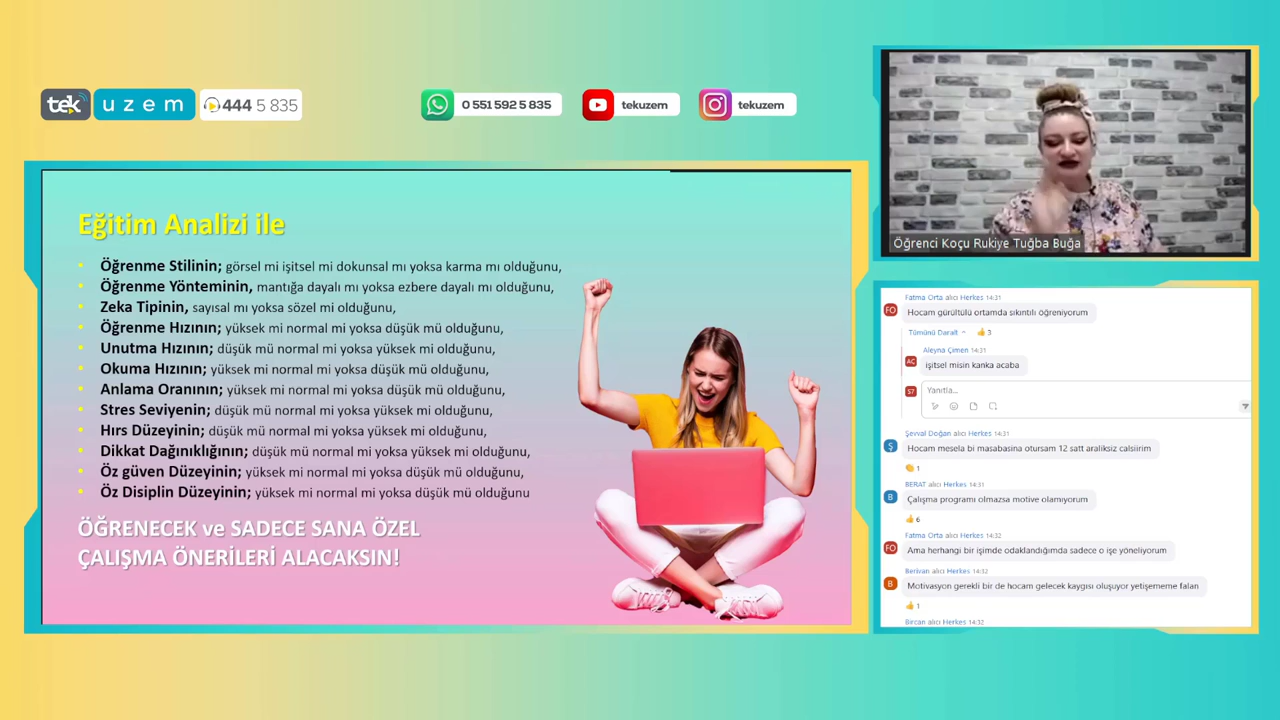 tek uzem 444 5 835
0 551 592 5 835
tekuzem
tekuzem
Eğitim Analizi ile
• Öğrenme Stilinin; görsel mi işitsel mi dokunsal mı yoksa karma mı olduğunu,
• Öğrenme Yönteminin, mantığa dayalı mı yoksa ezbere dayalı mı olduğunu,
• Zeka Tipinin, sayısal mı yoksa sözel mi olduğunu,
• Öğrenme Hızının; yüksek mi normal mi yoksa düşük mü olduğunu,
• Unutma Hızının; düşük mü normal mi yoksa yüksek mi olduğunu,
• Okuma Hızının; yüksek mi normal mi yoksa düşük mü olduğunu,
• Anlama Oranının; yüksek mi normal mi yoksa düşük mü olduğunu,
• Stres Seviyenin; düşük mü normal mi yoksa yüksek mi olduğunu,
• Hırs Düzeyinin; düşük mü normal mi yoksa yüksek mi olduğunu,
• Dikkat Dağınıklığının; düşük mü normal mi yoksa yüksek mi olduğunu,
• Öz güven Düzeyinin; yüksek mi normal mi yoksa düşük mü olduğunu,
• Öz Disiplin Düzeyinin; yüksek mi normal mi yoksa düşük mü olduğunu
ÖĞRENECEK ve SADECE SANA ÖZEL
ÇALIŞMA ÖNERİLERİ ALACAKSIN!
Öğrenci Koçu Rukiye Tuğba Buğa
Fatma Orta alıcı Herkes 14:31
FO Hocam gürültülü ortamda sıkıntılı öğreniyorum
Tümünü Daralt 3
Aleyna Çimen 14:31
AÇ işitsel misin kanka acaba
Yanıtla...
Şevval Doğan alıcı Herkes 14:31
Ş Hocam mesela bi masabasina otursam 12 satt araliksiz calsiirim
1
BERAT alıcı Herkes 14:31
B Çalışma programı olmazsa motive olamıyorum
6
Fatma Orta alıcı Herkes 14:32
FO Ama herhangi bir işimde odaklandığımda sadece o işe yöneliyorum
Berivan alıcı Herkes 14:32
B Motivasyon gerekli bir de hocam gelecek kaygısı oluşuyor yetişememe falan
1
Bircan alıcı Herkes 14:32